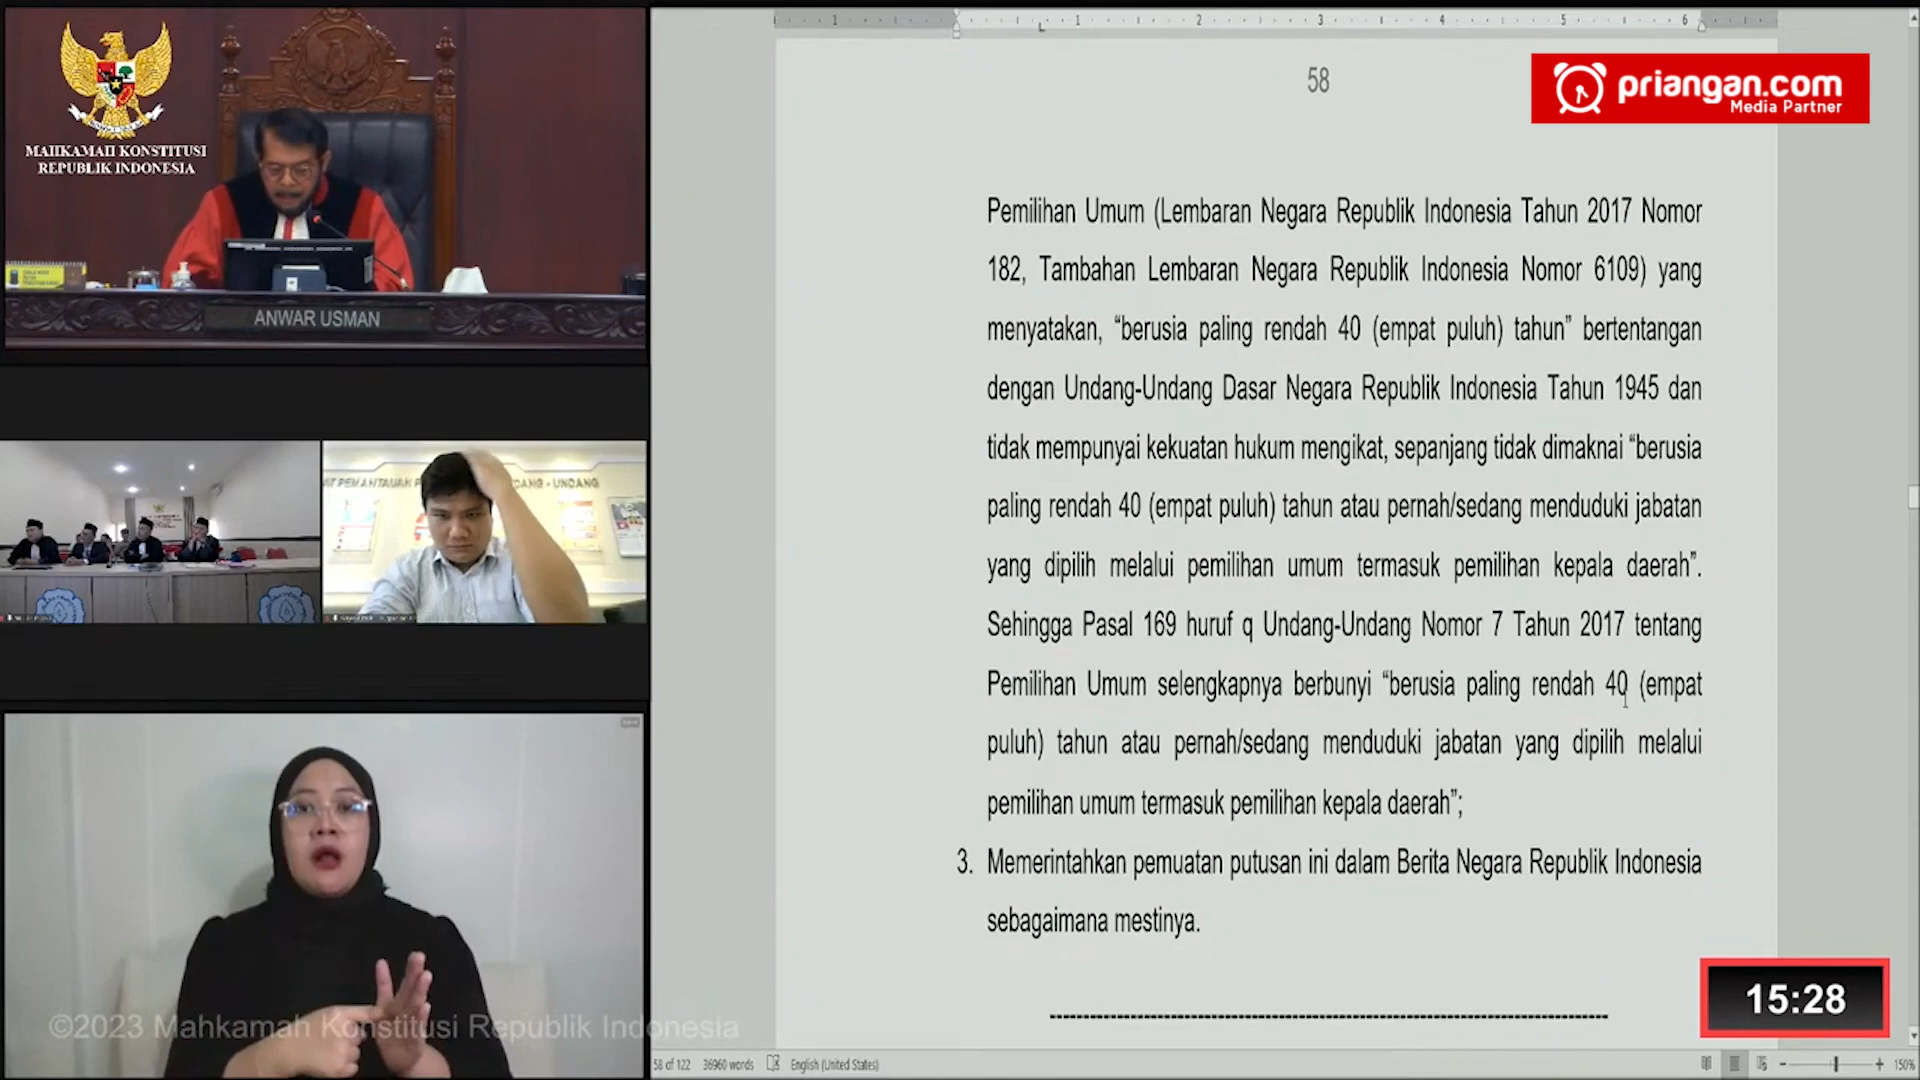 MAHKAMAH KONSTITUSI
REPUBLIK INDONESIA
ANWAR USMAN
UNDANG - UNDANG
©2023 Mahkamah Konstitusi Republik Indonesia
58
priangan.com
Media Partner
Pemilihan Umum (Lembaran Negara Republik Indonesia Tahun 2017 Nomor
182, Tambahan Lembaran Negara Republik Indonesia Nomor 6109) yang
menyatakan, “berusia paling rendah 40 (empat puluh) tahun” bertentangan
dengan Undang-Undang Dasar Negara Republik Indonesia Tahun 1945 dan
tidak mempunyai kekuatan hukum mengikat, sepanjang tidak dimaknai “berusia
paling rendah 40 (empat puluh) tahun atau pernah/sedang menduduki jabatan
yang dipilih melalui pemilihan umum termasuk pemilihan kepala daerah”.
Sehingga Pasal 169 huruf q Undang-Undang Nomor 7 Tahun 2017 tentang
Pemilihan Umum selengkapnya berbunyi “berusia paling rendah 40 (empat
puluh) tahun atau pernah/sedang menduduki jabatan yang dipilih melalui
pemilihan umum termasuk pemilihan kepala daerah”;
3. Memerintahkan pemuatan putusan ini dalam Berita Negara Republik Indonesia
sebagaimana mestinya.
15:28
58 of 122 36960 words English (United States) 150%